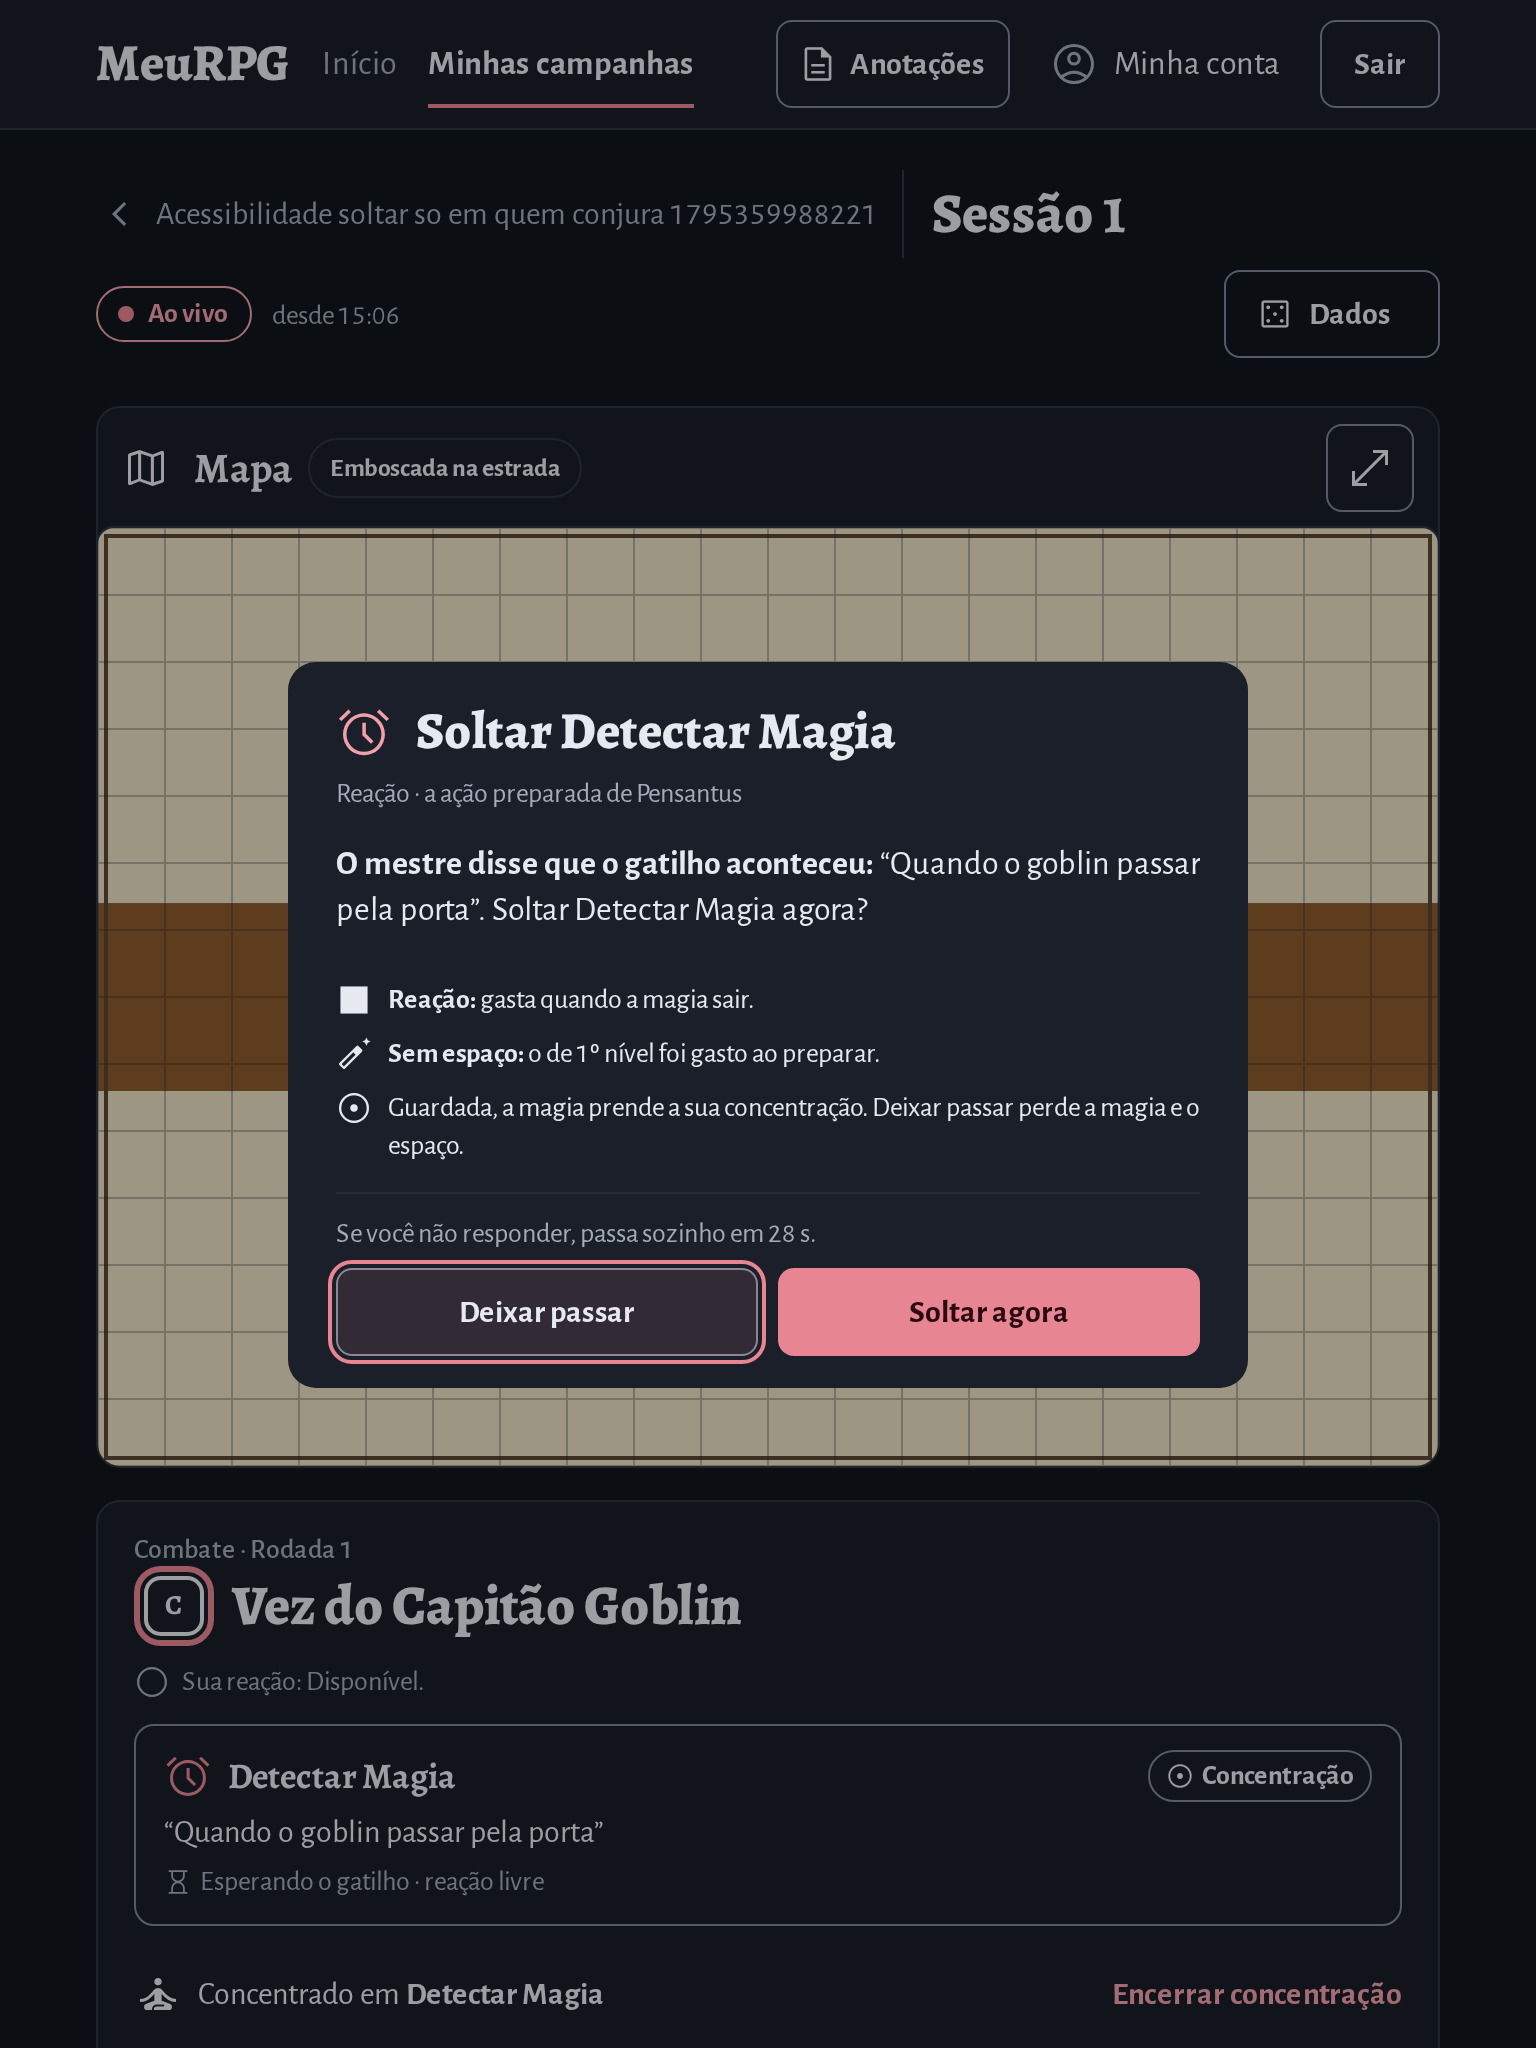 MeuRPG Início Minhas campanhas Anotações Minha conta Sair
Acessibilidade soltar so em quem conjura 1795359988221 Sessão 1
Ao vivo desde 15:06 Dados
Mapa Emboscada na estrada
Soltar Detectar Magia
Reação · a ação preparada de Pensantus
O mestre disse que o gatilho aconteceu: “Quando o goblin passar
pela porta”. Soltar Detectar Magia agora?
Reação: gasta quando a magia sair.
Sem espaço: o de 1º nível foi gasto ao preparar.
Guardada, a magia prende a sua concentração. Deixar passar perde a magia e o
espaço.
Se você não responder, passa sozinho em 28 s.
Deixar passar Soltar agora
Combate · Rodada 1
C Vez do Capitão Goblin
Sua reação: Disponível.
Detectar Magia Concentração
“Quando o goblin passar pela porta”
Esperando o gatilho · reação livre
Concentrado em Detectar Magia Encerrar concentração